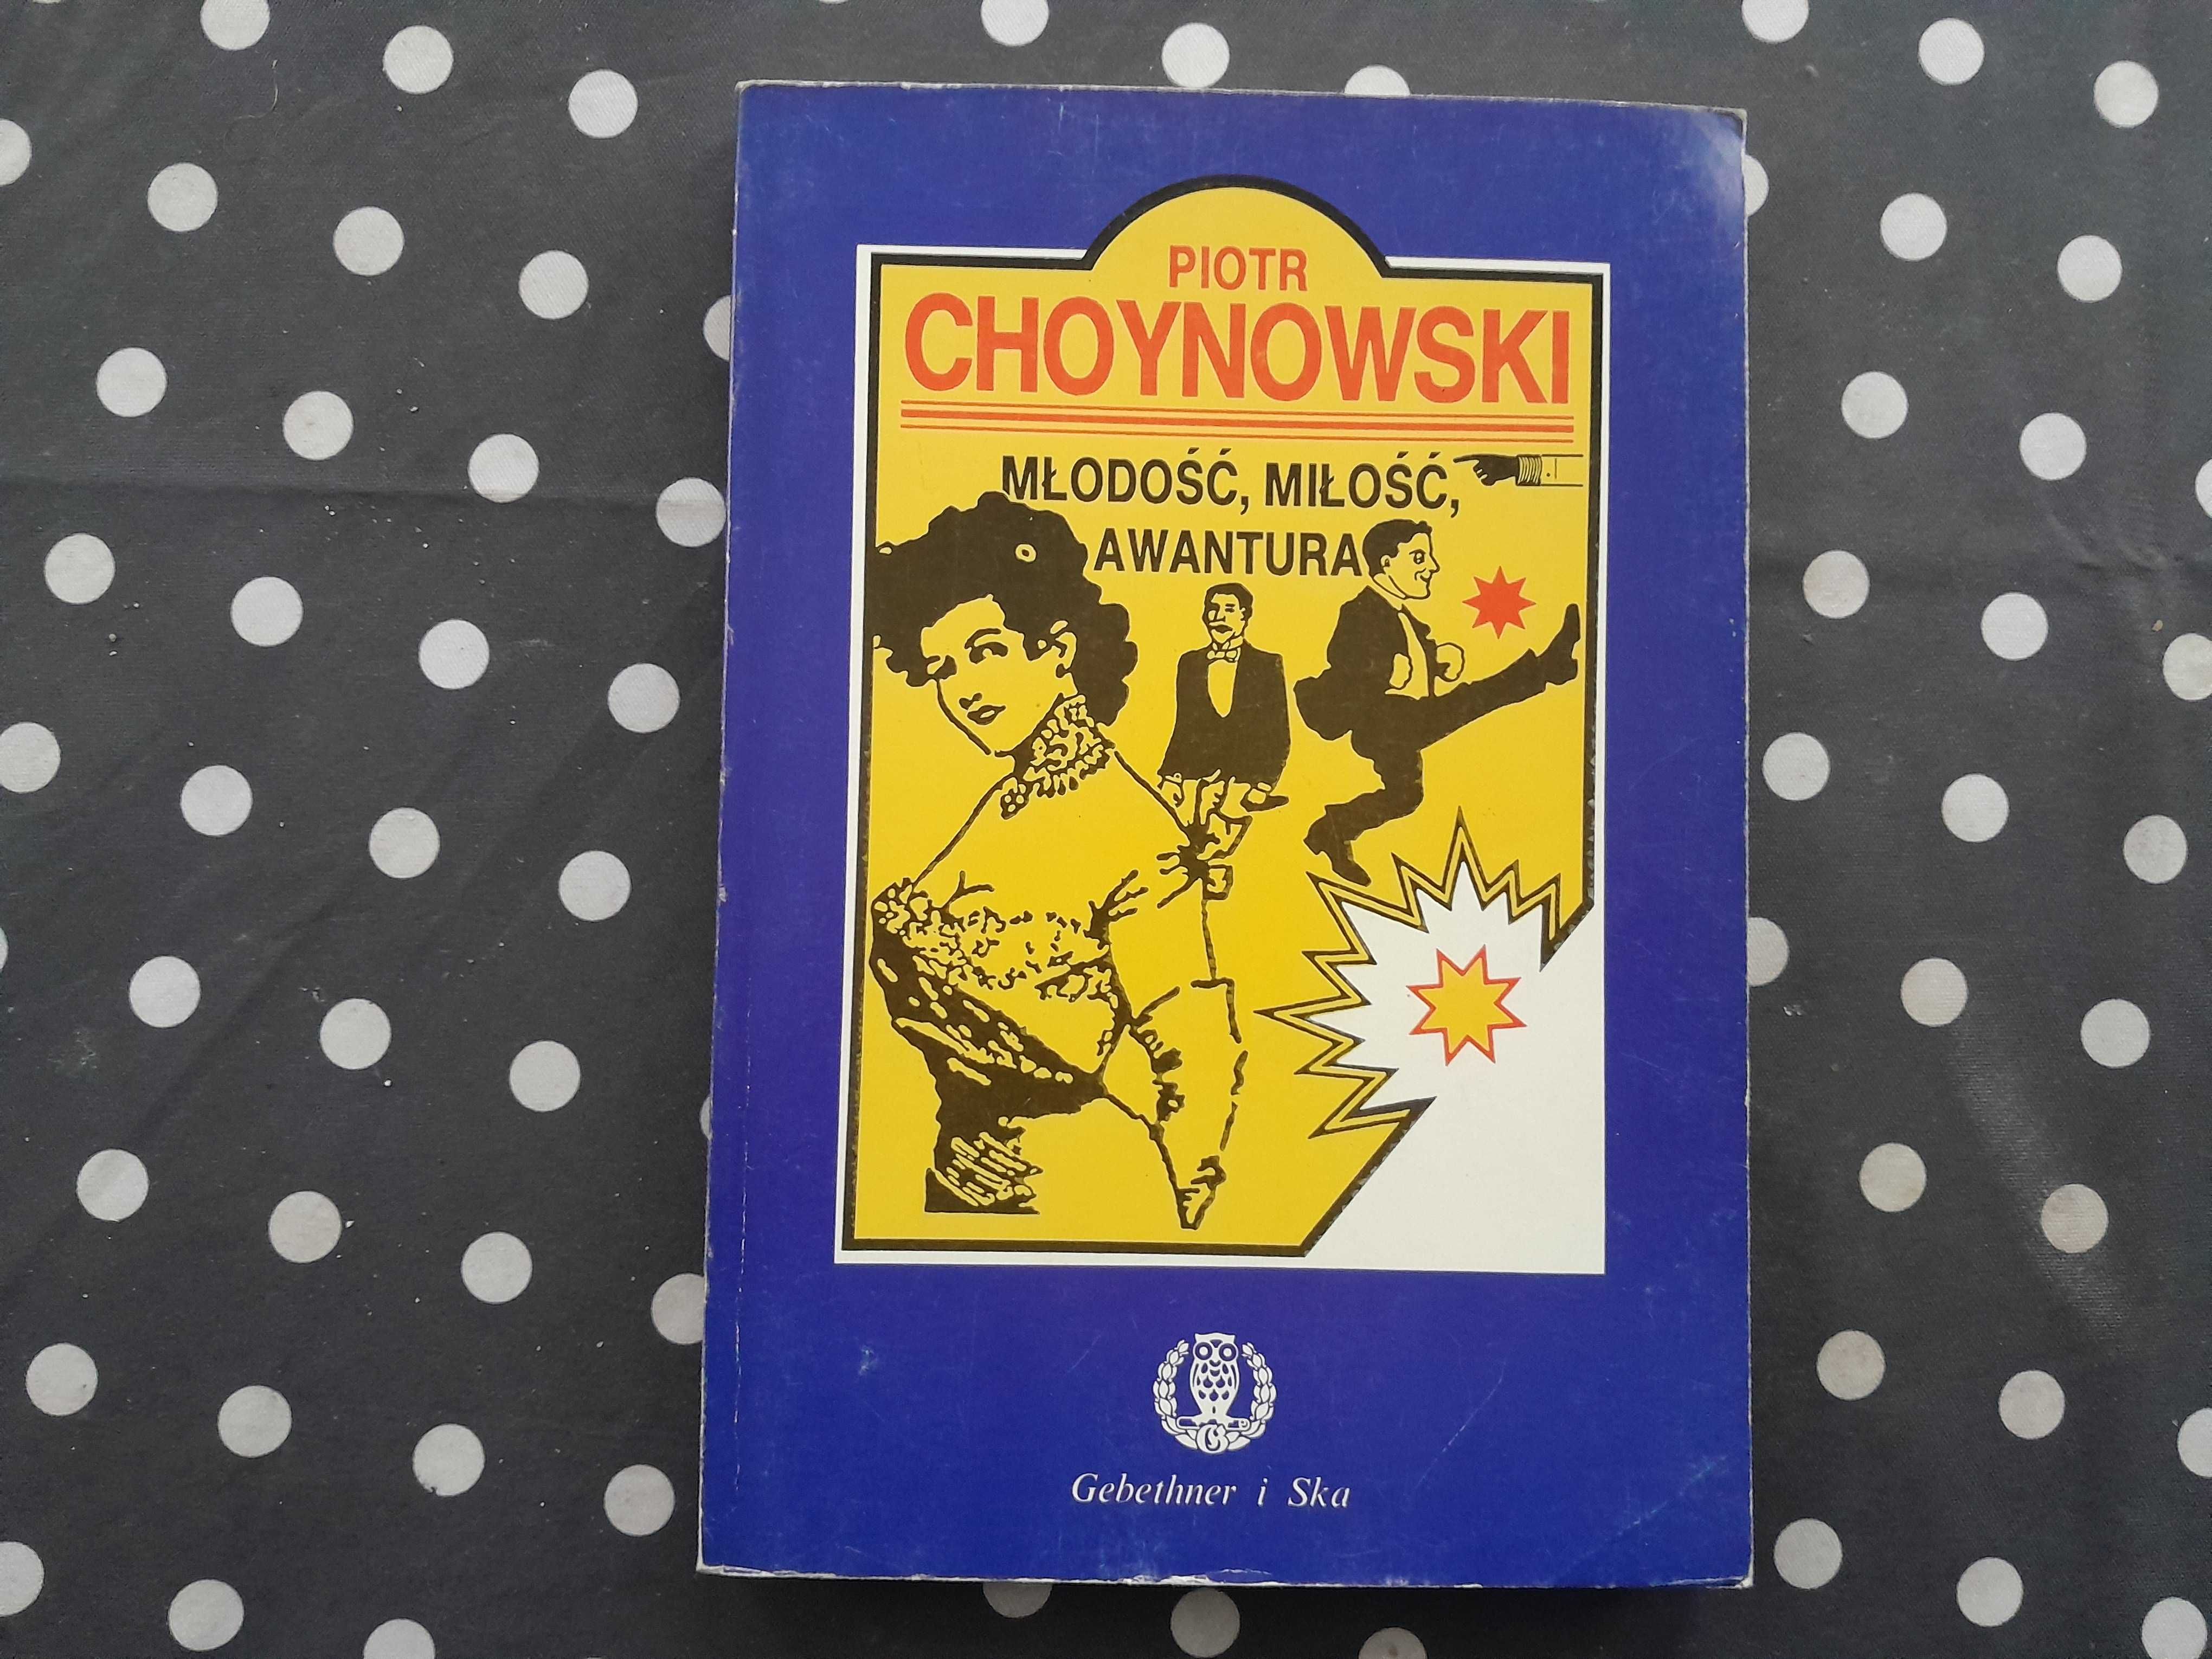 PIOTR
CHOYNOWSKI
MŁODOŚĆ, MIŁOŚĆ,
AWANTURA
G
Gebethner i Ska